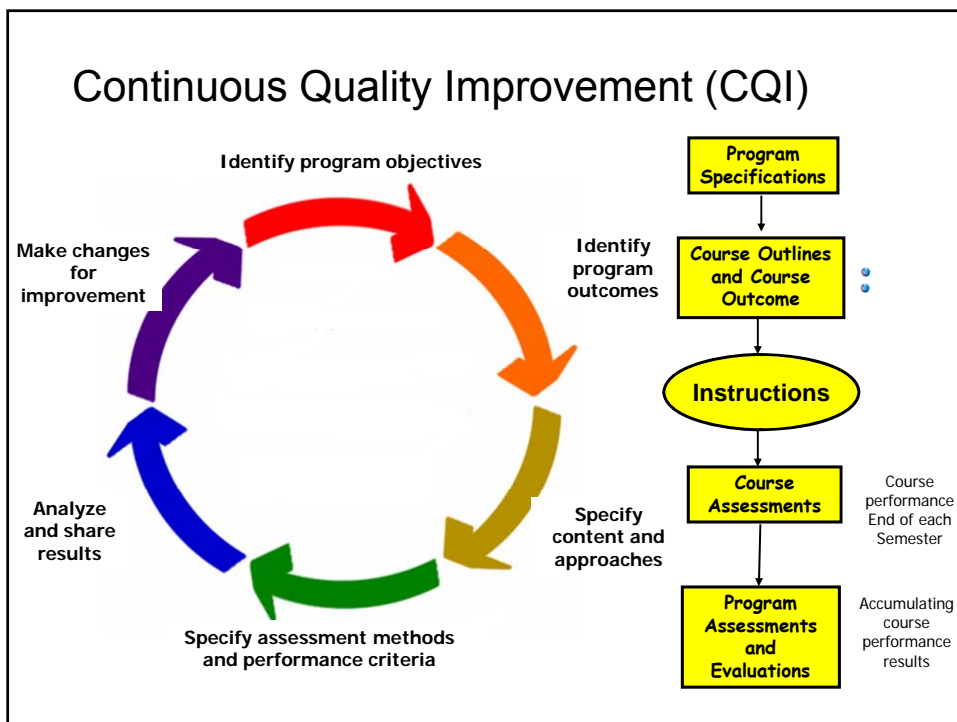 Continuous Quality Improvement (CQI)
Identify program objectives
Identify
program
outcomes
Specify
content and
approaches
Specify assessment methods
and performance criteria
Analyze
and share
results
Make changes
for
improvement
Program
Specifications
Course Outlines
and Course
Outcome
Instructions
Course
Assessments
Course
performance
End of each
Semester
Program
Assessments
and
Evaluations
Accumulating
course
performance
results